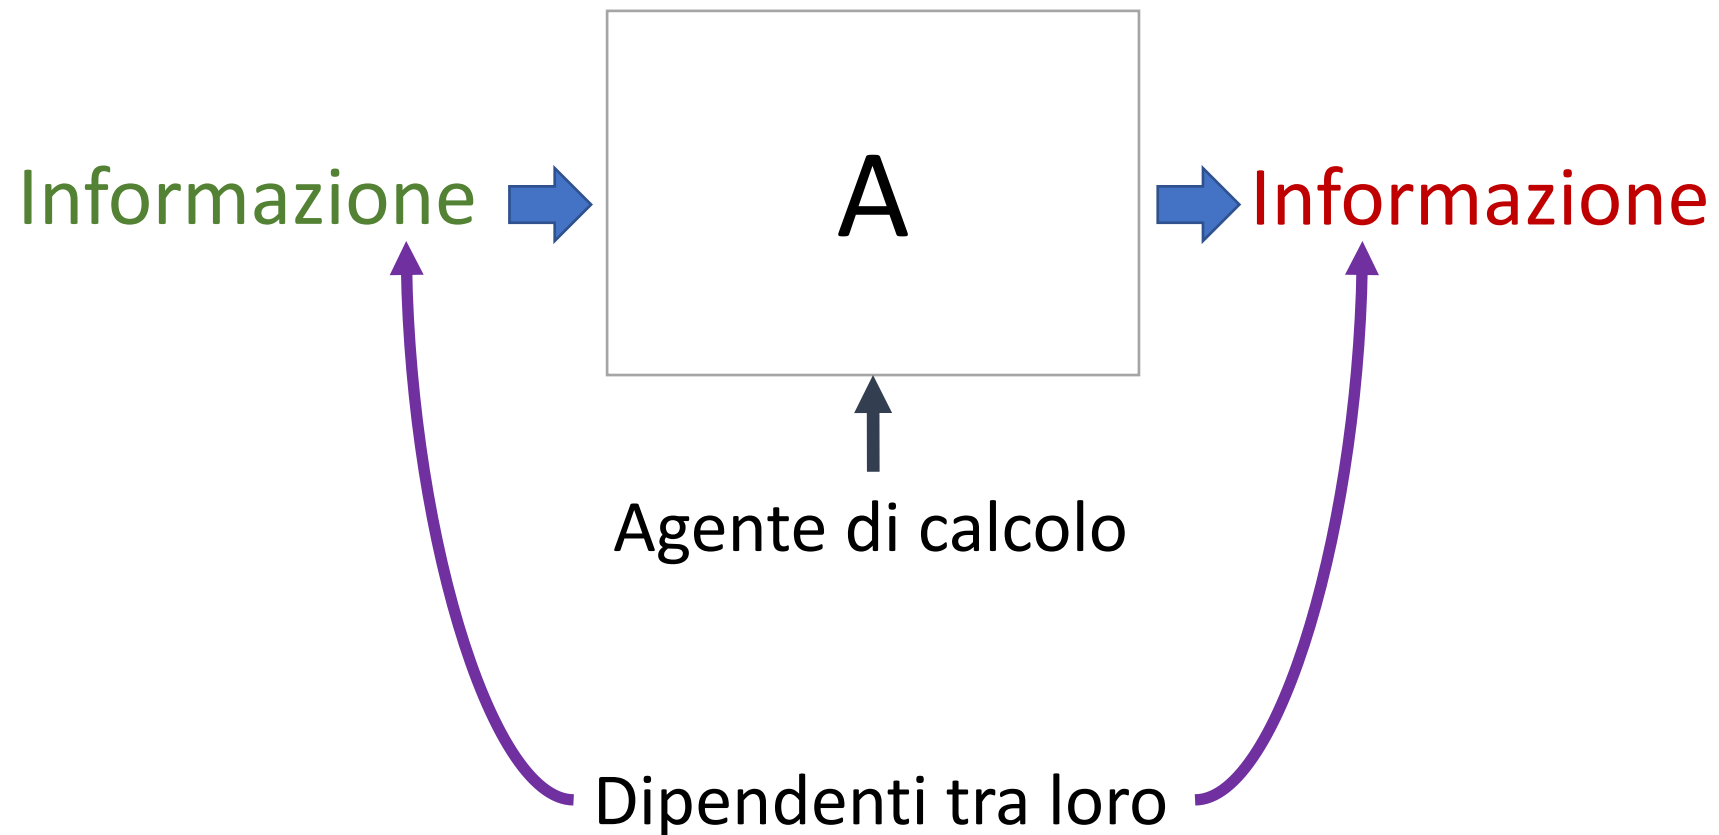 Informazione
A
Informazione
Agente di calcolo
Dipendenti tra loro